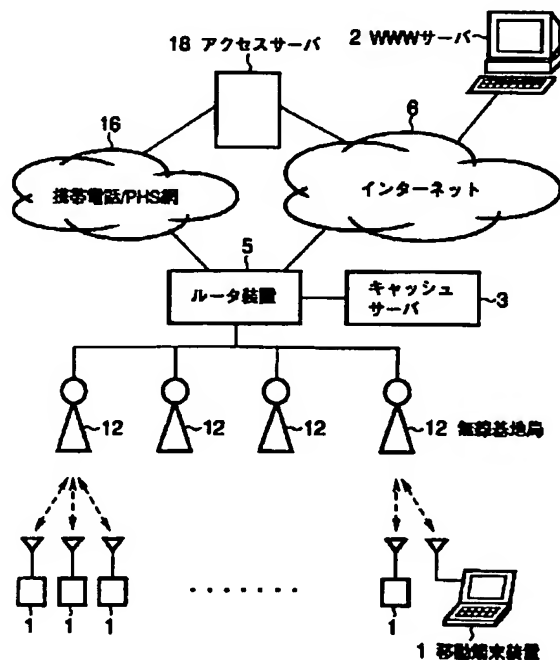 18 アクセスサーバ
2 WWWサーバ
16
6
携帯電話/PHS網
インターネット
5
ルータ装置
キャッシュ
サーバ
3
12
12
12
12 無線基地局
1
1
1
.......
1
1 移動端末装置